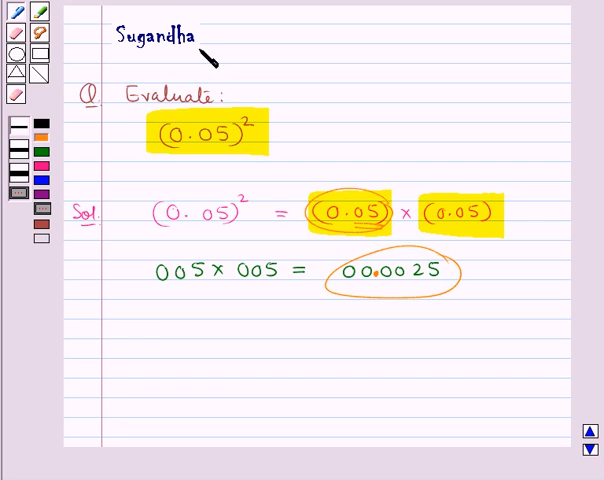 Sugandha
Q. Evaluate:
(0.05)²
Sol. (0.05)² = (0.05) × (0.05)
005 × 005 = 00.0025